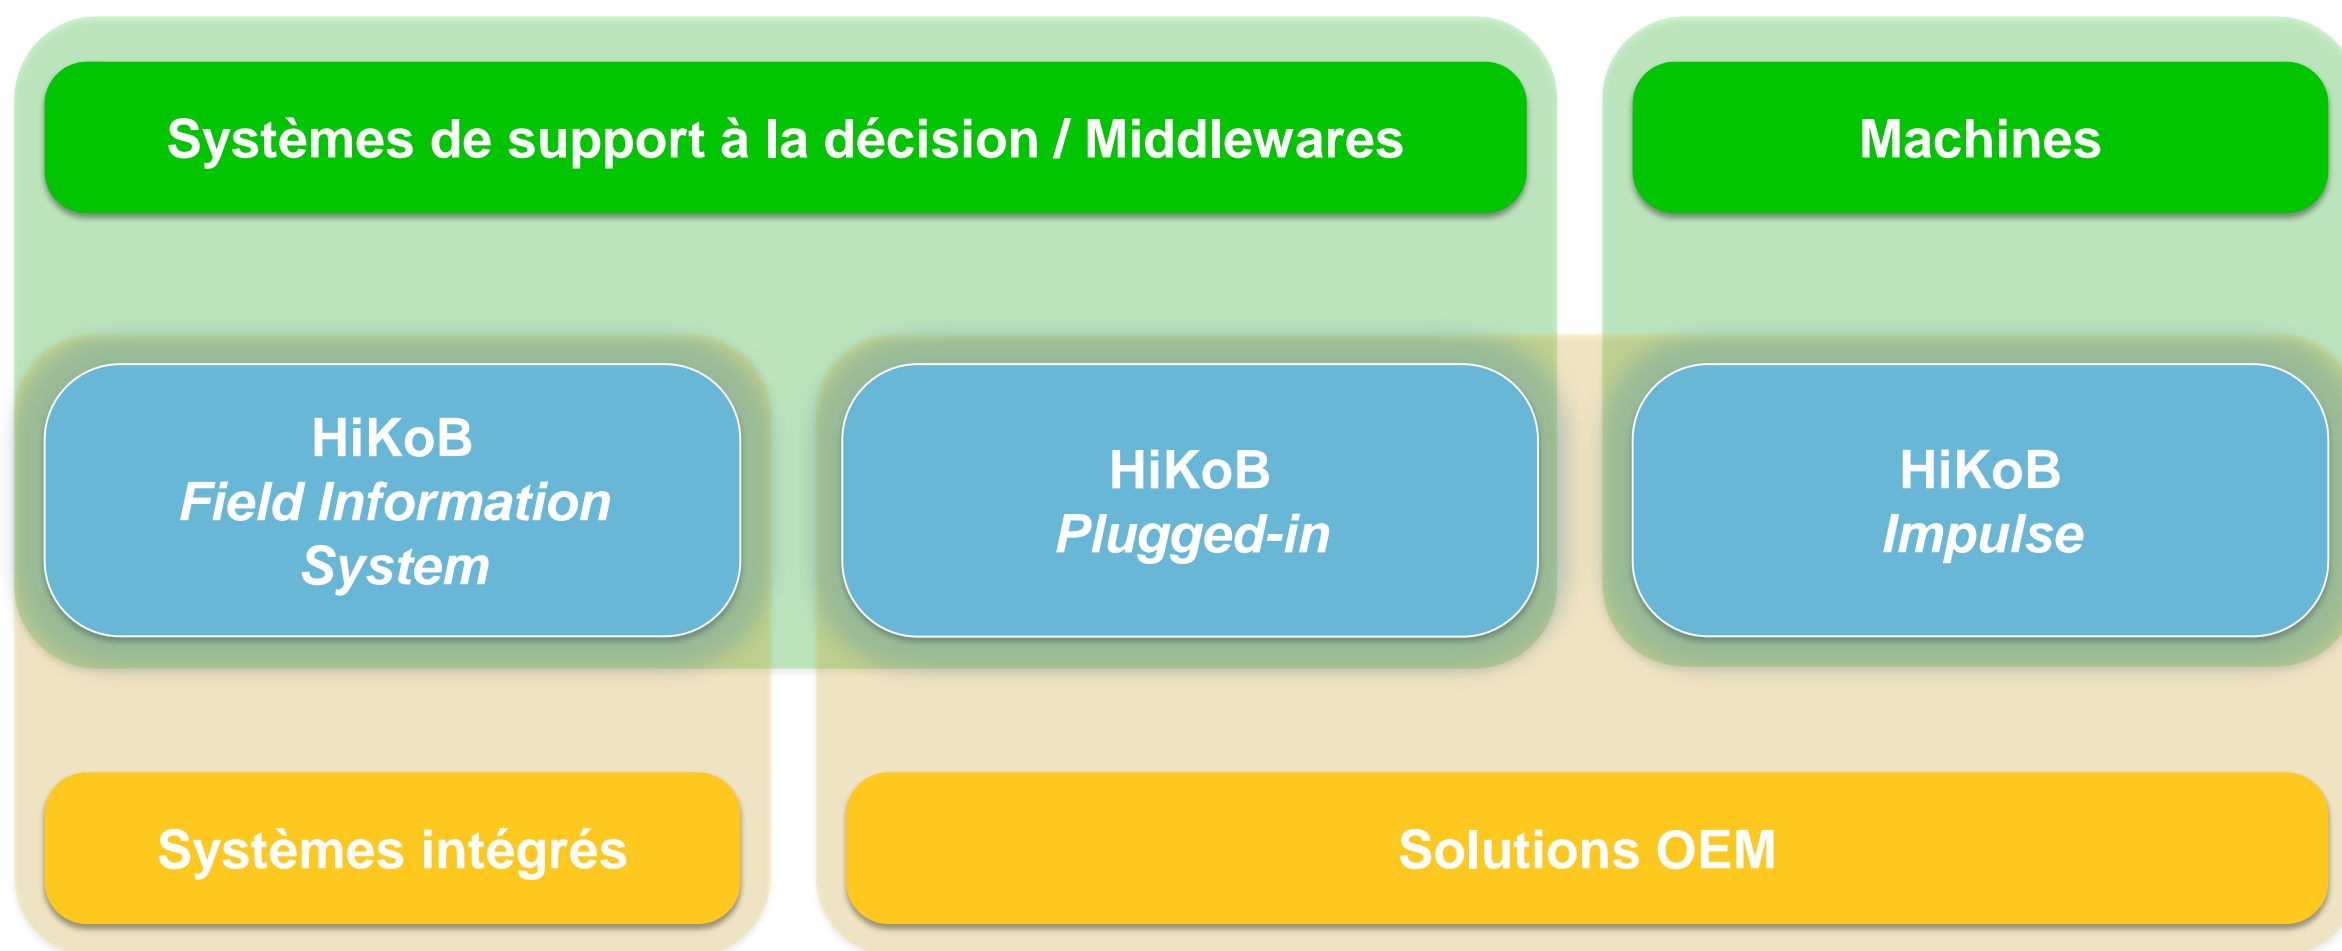 Systèmes de support à la décision / Middlewares
Machines
HiKoB
Field Information
System
HiKoB
Plugged-in
HiKoB
Impulse
Systèmes intégrés
Solutions OEM